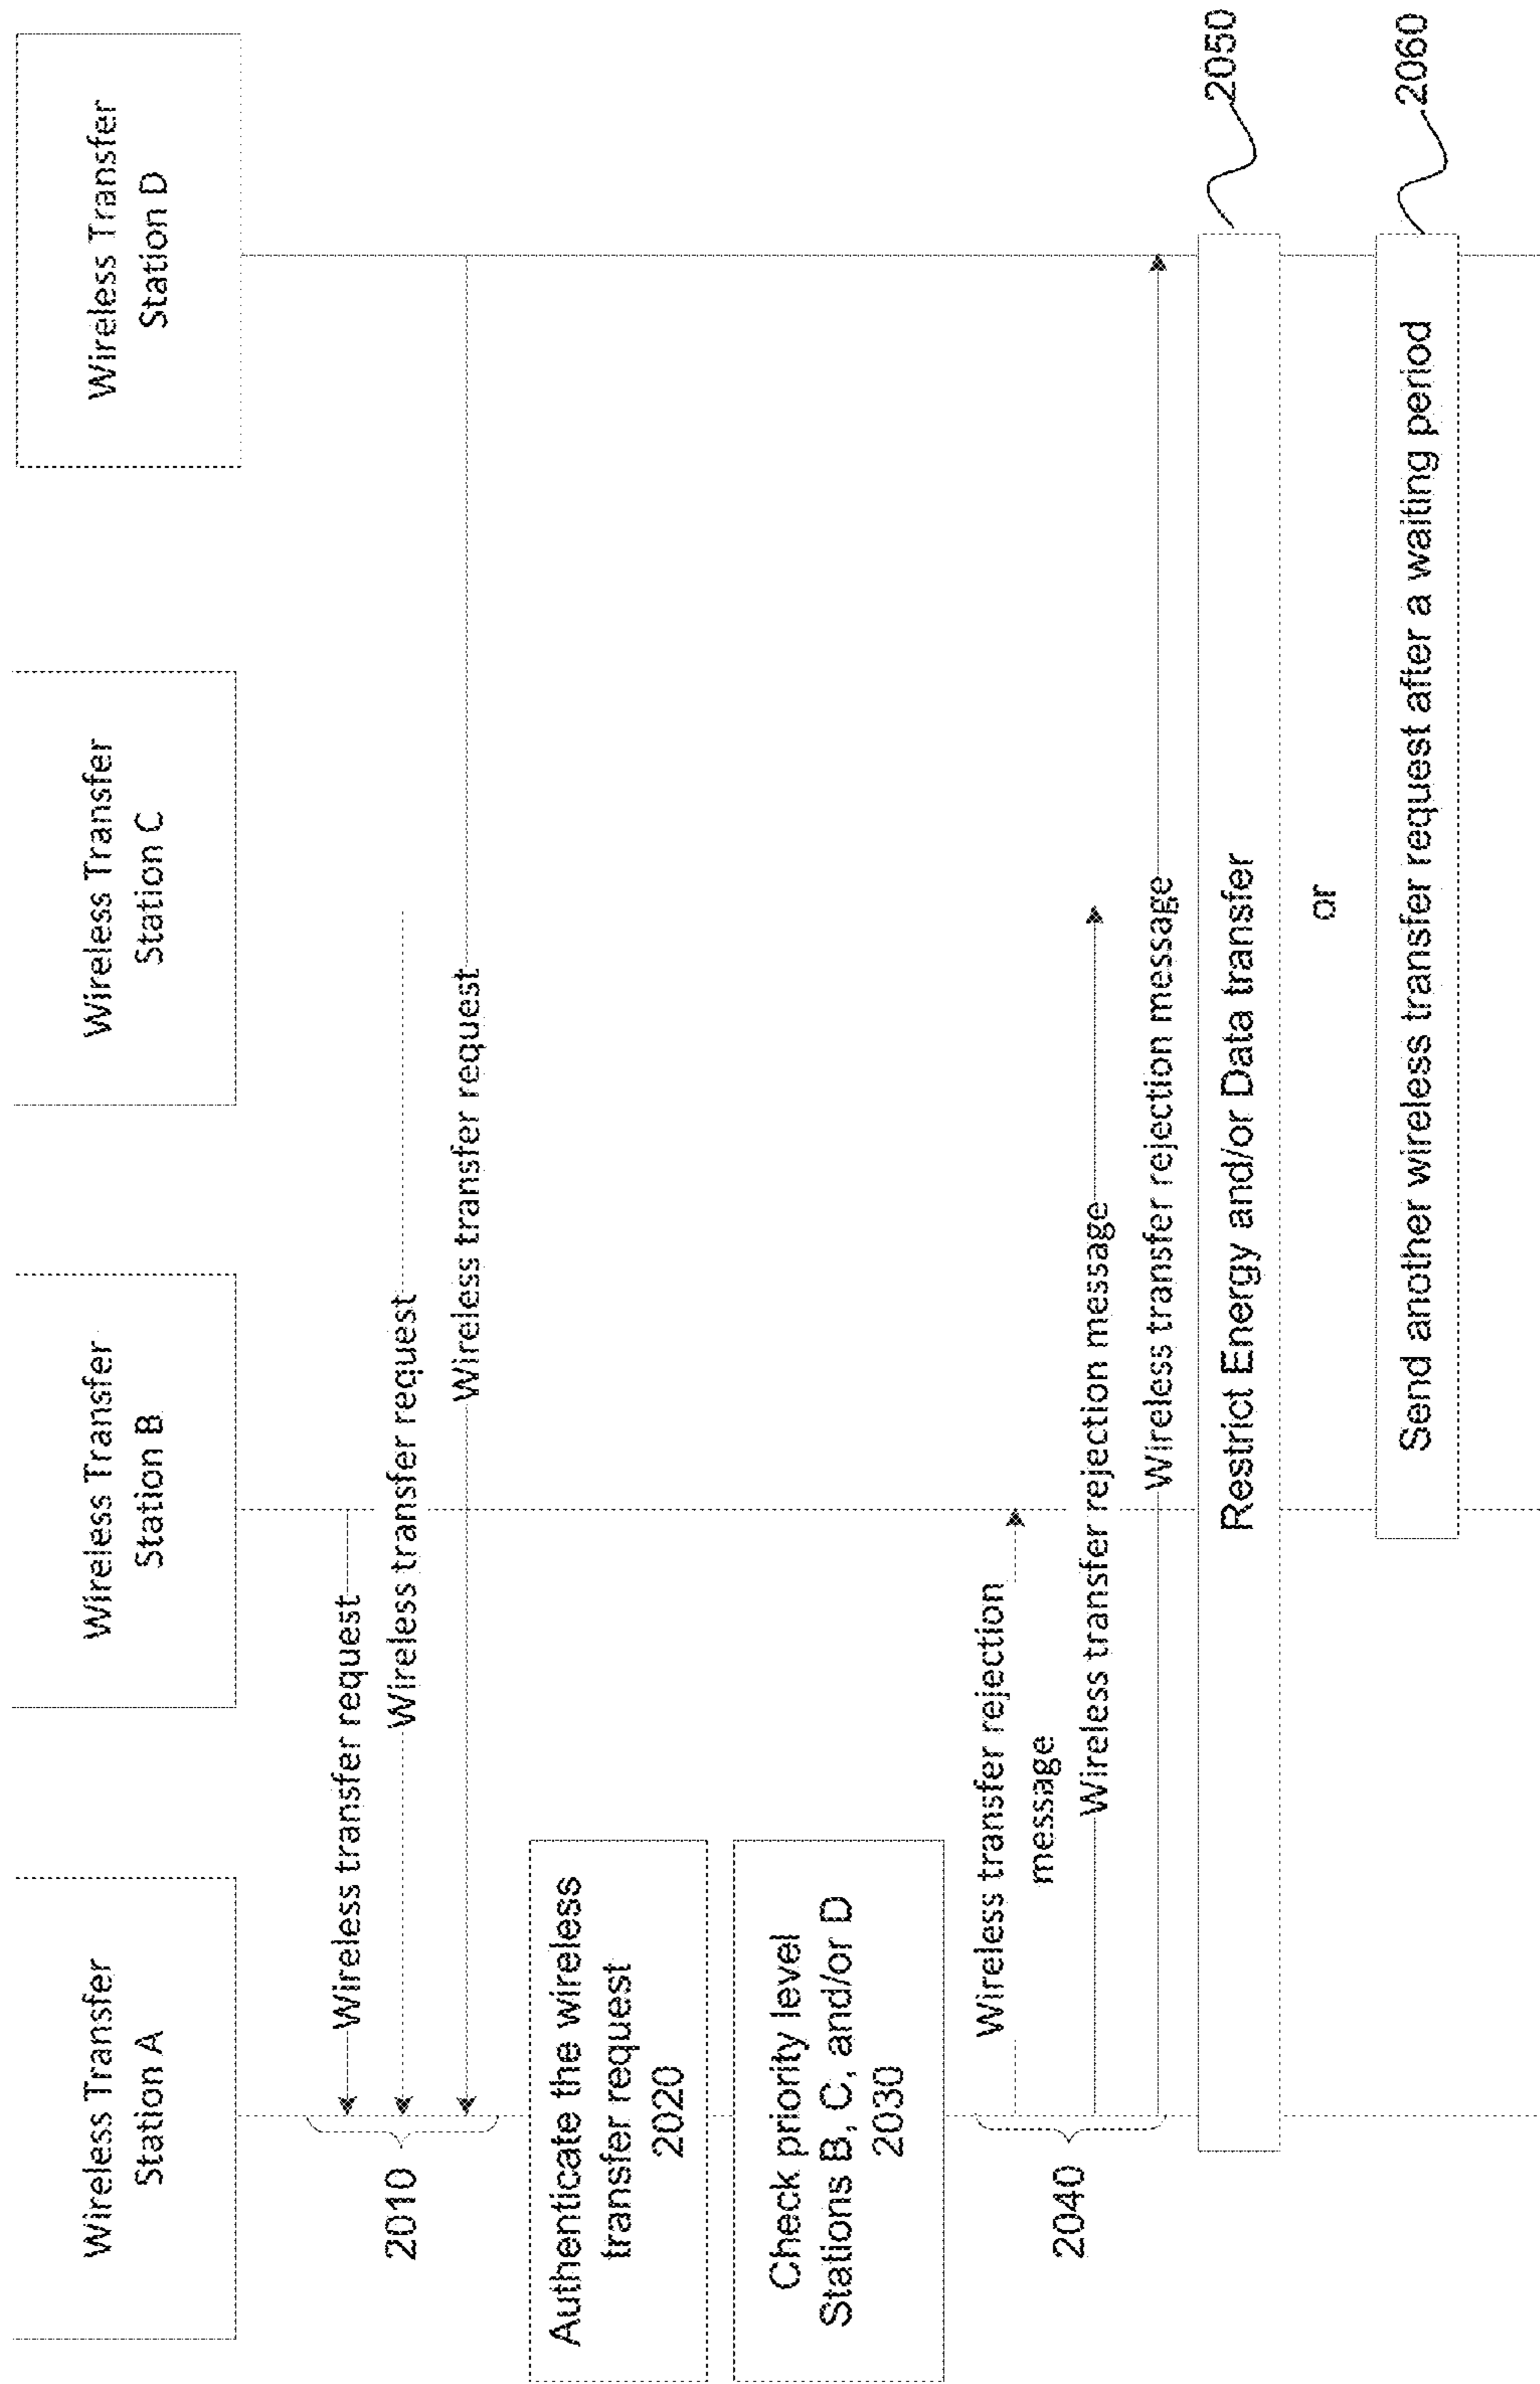 Wireless Transfer
Station A
Wireless Transfer
Station B
Wireless Transfer
Station C
Wireless Transfer
Station D
2010
Wireless transfer request
Wireless transfer request
Wireless transfer request
Authenticate the wireless
transfer request
2020
Check priority level
Stations B, C, and/or D
2030
2040
Wireless transfer rejection
message
Wireless transfer rejection message
Wireless transfer rejection message
Restrict Energy and/or Data transfer
2050
or
Send another wireless transfer request after a waiting period
2060